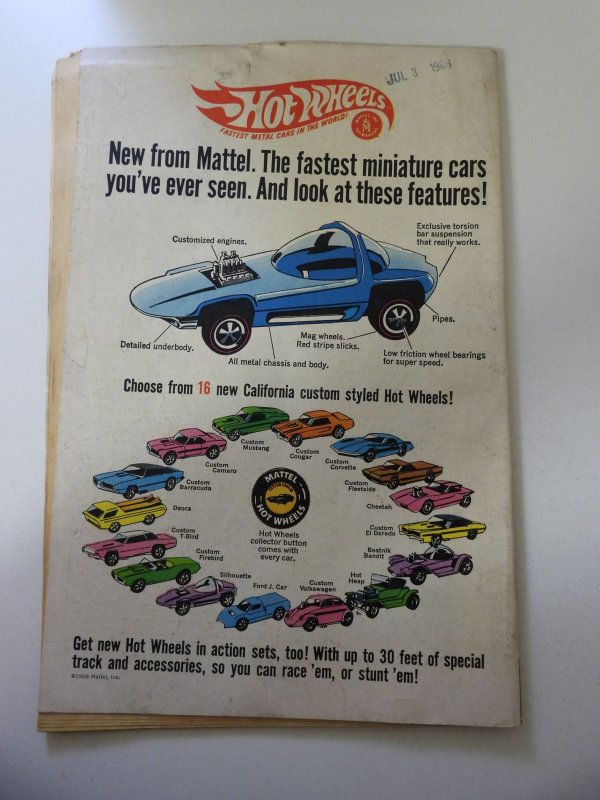 JUL 3 1968
HOT WHEELS
FASTEST METAL CARS IN THE WORLD!
New from Mattel. The fastest miniature cars
you've ever seen. And look at these features!
Exclusive torsion
bar suspension
that really works.
Customized engines.
Pipes.
Mag wheels.
Red stripe slicks.
Detailed underbody.
All metal chassis and body.
Low friction wheel bearings
for super speed.
Choose from 16 new California custom styled Hot Wheels!
Custom
Mustang
Custom
Cougar
Custom
Camaro
Custom
Corvette
Custom
Barracuda
Custom
Fleetside
MATTEL
HOT WHEELS
Cheetah
Deora
Custom
El Dorado
Custom
T-Bird
Hot Wheels
collector button
comes with
every car.
Beatnik
Bandit
Custom
Firebird
Silhouette
Ford J. Car
Custom
Volkswagen
Hot
Heap
Get new Hot Wheels in action sets, too! With up to 30 feet of special
track and accessories, so you can race 'em, or stunt 'em!
©1968 Mattel, Inc.